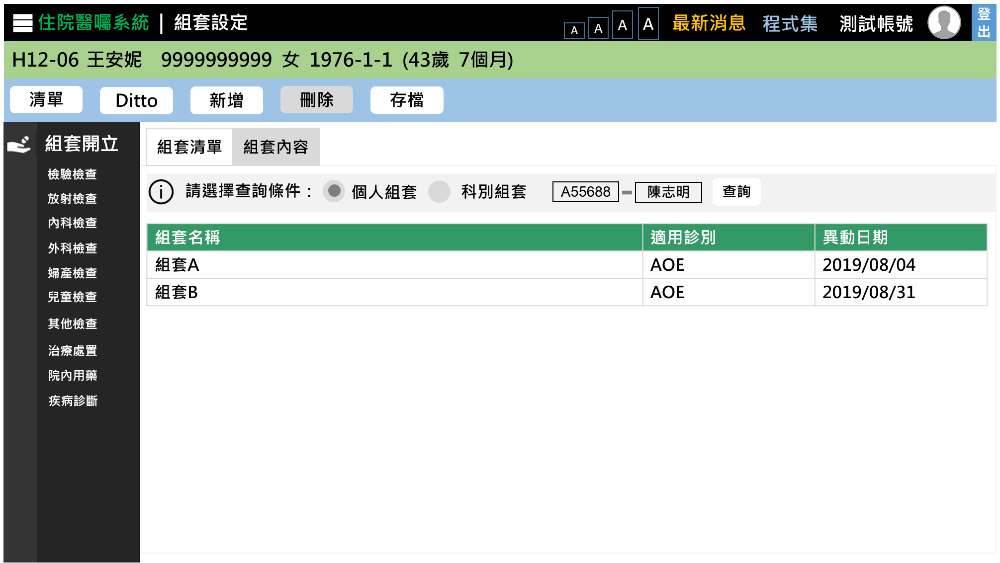 住院醫囑系統 | 組套設定
A A A A 最新消息 程式集 測試帳號 登出
H12-06 王安妮 9999999999 女 1976-1-1 (43歲 7個月)
清單 Ditto 新增 刪除 存檔
組套開立
檢驗檢查
放射檢查
內科檢查
外科檢查
婦產檢查
兒童檢查
其他檢查
治療處置
院內用藥
疾病診斷
組套清單 組套內容
請選擇查詢條件： 個人組套 科別組套 A55688 - 陳志明 查詢
組套名稱 適用診別 異動日期
組套A AOE 2019/08/04
組套B AOE 2019/08/31